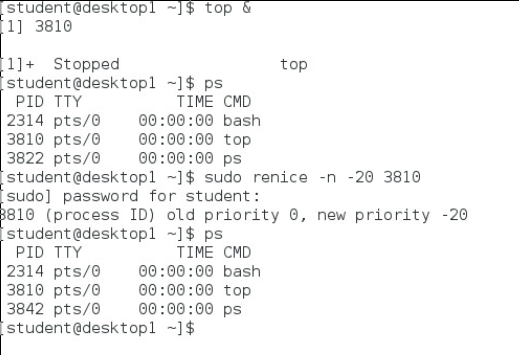 [student@desktop1 ~]$ top &
[1] 3810
[1]+  Stopped                 top
[student@desktop1 ~]$ ps
  PID TTY          TIME CMD
 2314 pts/0    00:00:00 bash
 3810 pts/0    00:00:00 top
 3822 pts/0    00:00:00 ps
[student@desktop1 ~]$ sudo renice -n -20 3810
[sudo] password for student:
3810 (process ID) old priority 0, new priority -20
[student@desktop1 ~]$ ps
  PID TTY          TIME CMD
 2314 pts/0    00:00:00 bash
 3810 pts/0    00:00:00 top
 3842 pts/0    00:00:00 ps
[student@desktop1 ~]$